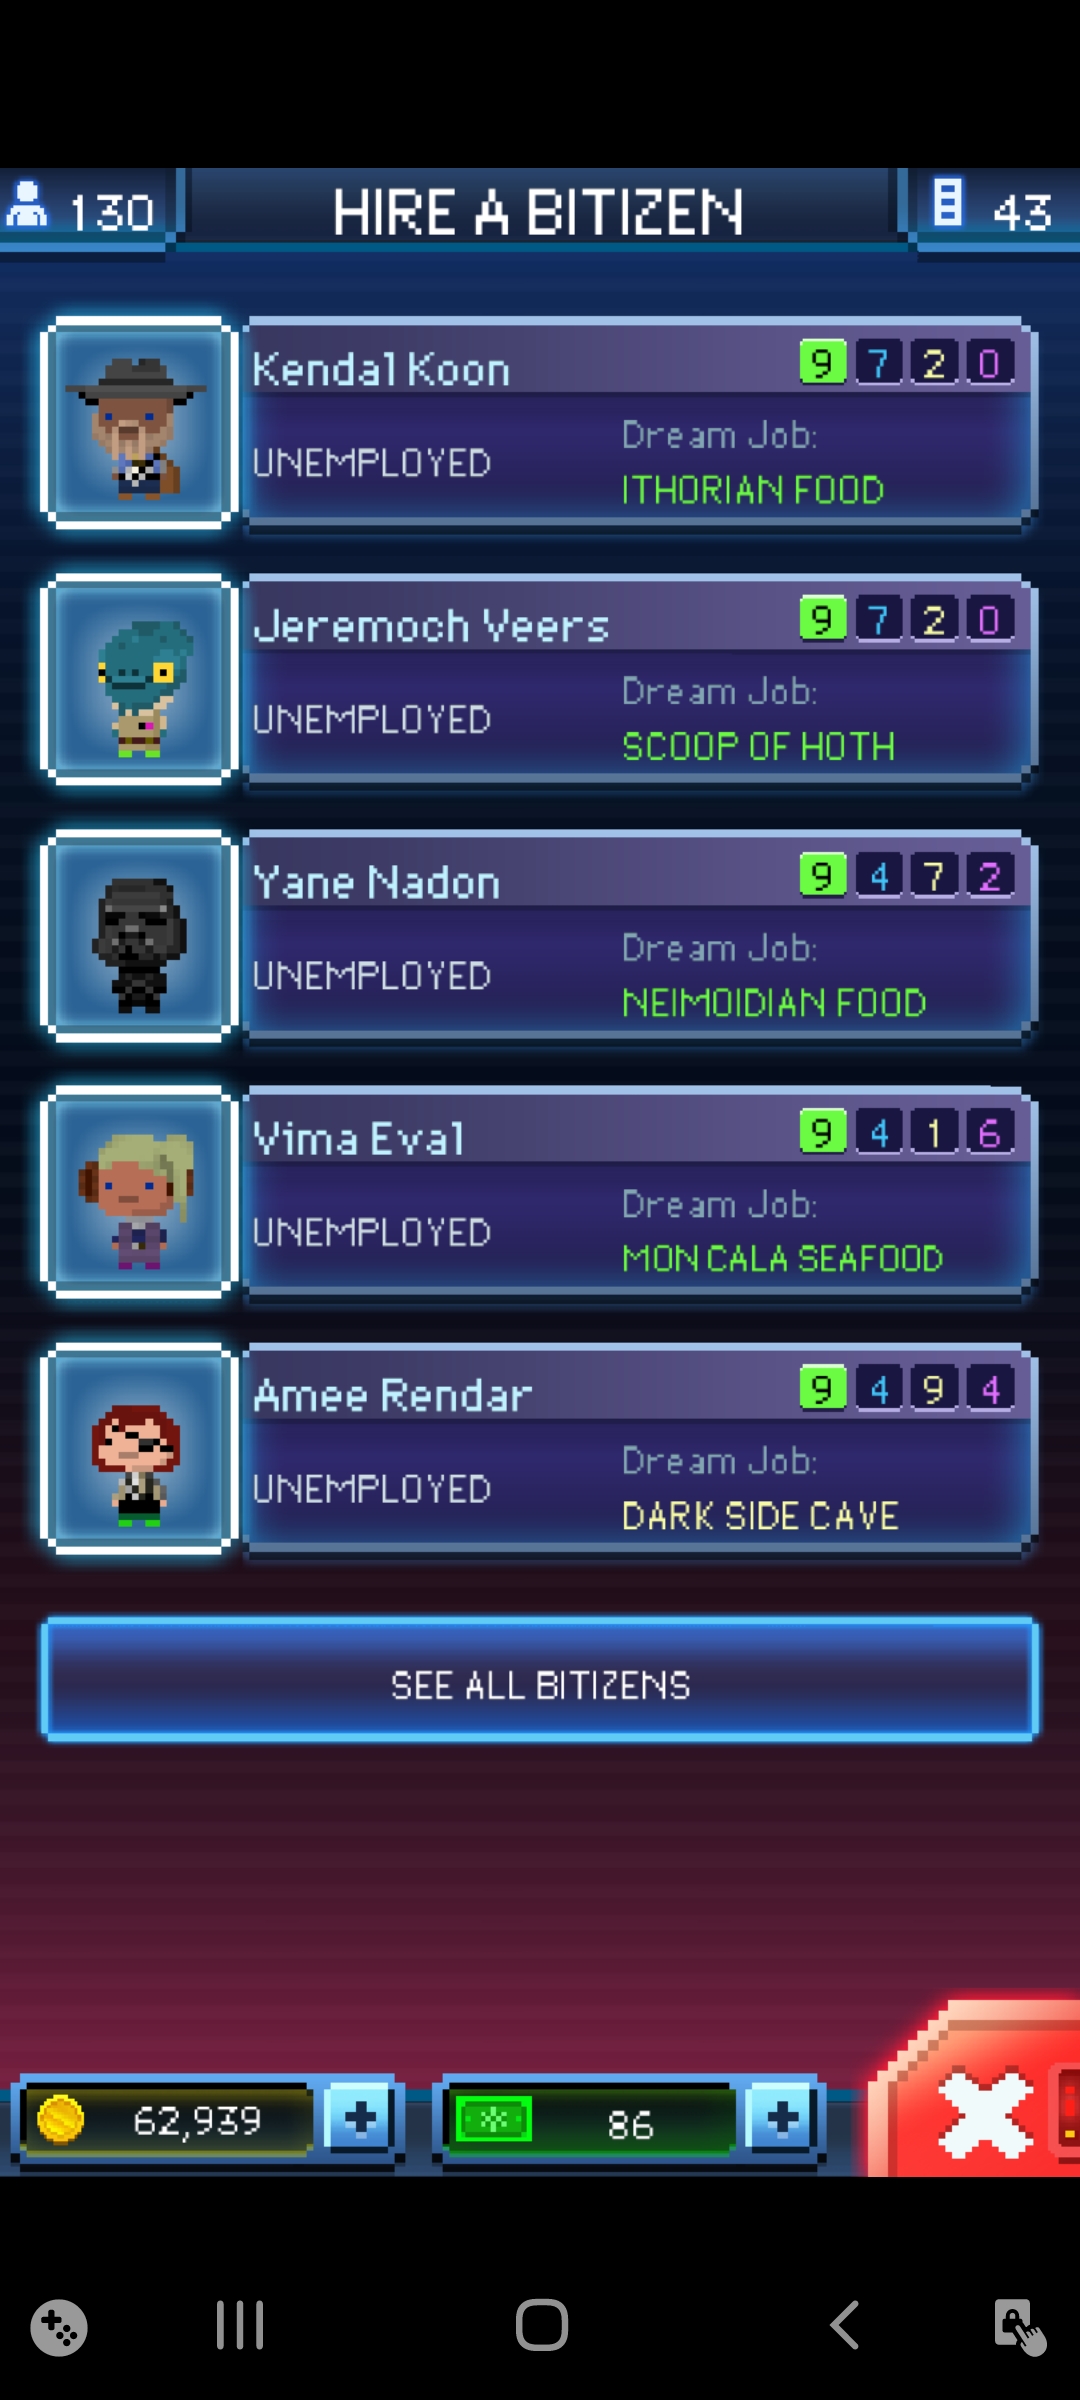 130
HIRE A BITIZEN
43
Kendal Koon
9 7 2 0
UNEMPLOYED
Dream Job:
ITHORIAN FOOD
Jeremoch Veers
9 7 2 0
UNEMPLOYED
Dream Job:
SCOOP OF HOTH
Yane Nadon
9 4 7 2
UNEMPLOYED
Dream Job:
NEIMOIDIAN FOOD
Vima Eval
9 4 1 6
UNEMPLOYED
Dream Job:
MON CALA SEAFOOD
Amee Rendar
9 4 9 4
UNEMPLOYED
Dream Job:
DARK SIDE CAVE
SEE ALL BITIZENS
62,939
86